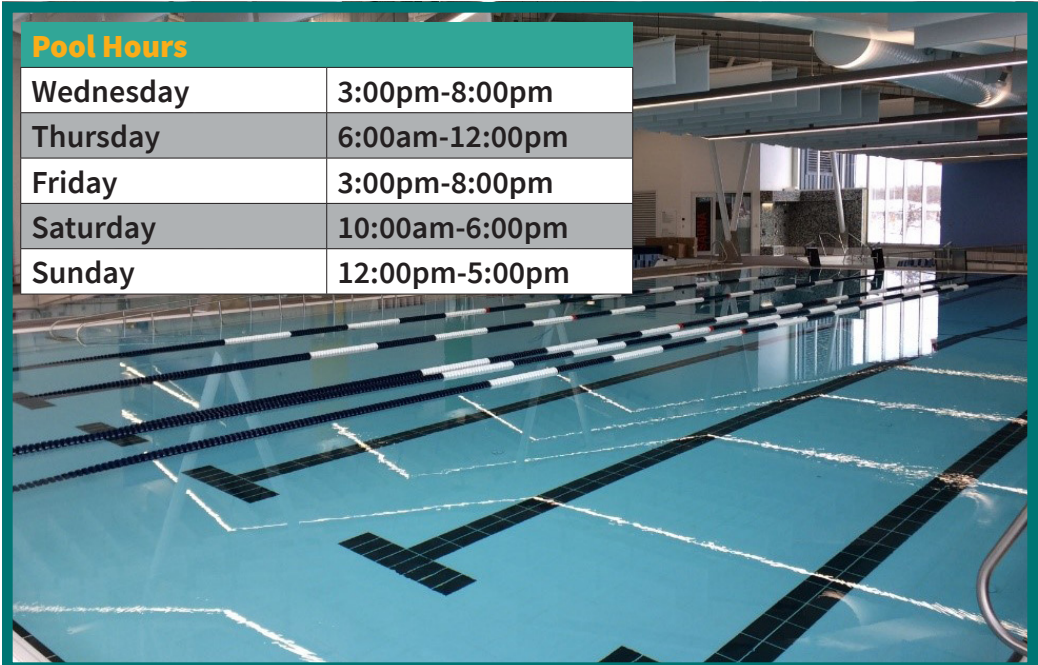 Pool Hours
Wednesday 3:00pm-8:00pm
Thursday 6:00am-12:00pm
Friday 3:00pm-8:00pm
Saturday 10:00am-6:00pm
Sunday 12:00pm-5:00pm